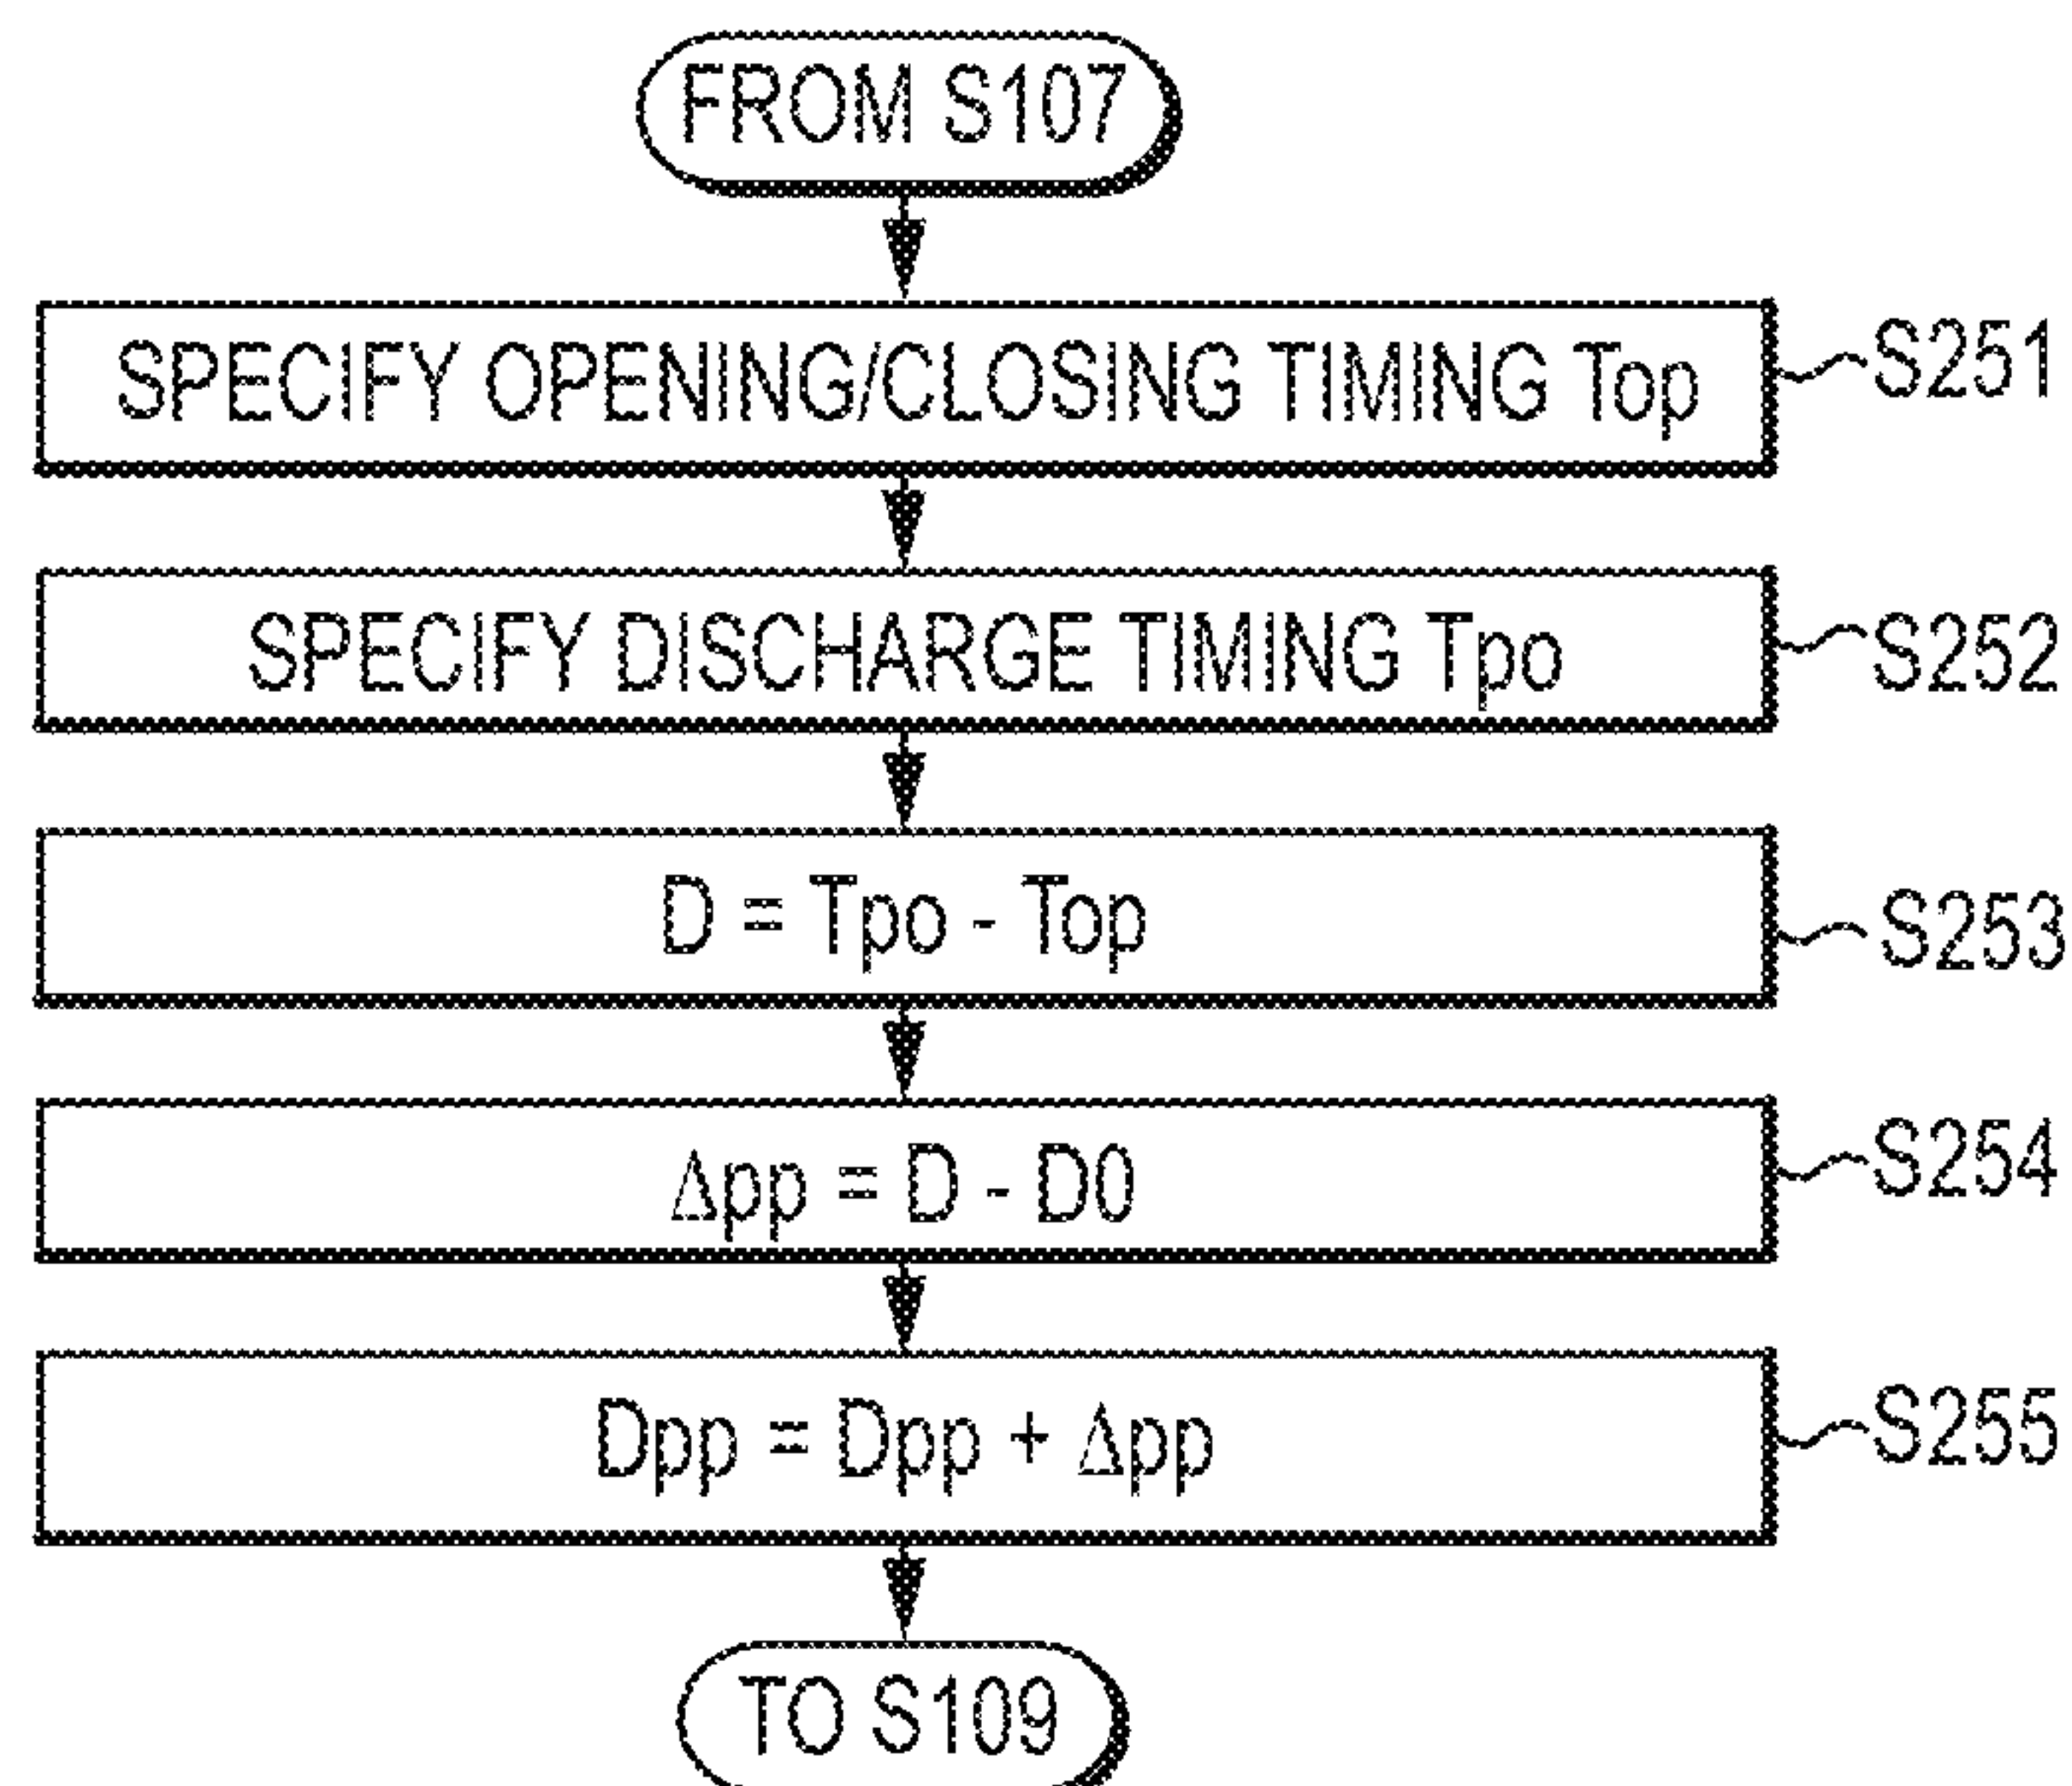 FROM S107
SPECIFY OPENING/CLOSING TIMING Top
S251
SPECIFY DISCHARGE TIMING Tpo
S252
D = Tpo - Top
S253
Δpp = D - D0
S254
Dpp = Dpp + Δpp
S255
TO S109